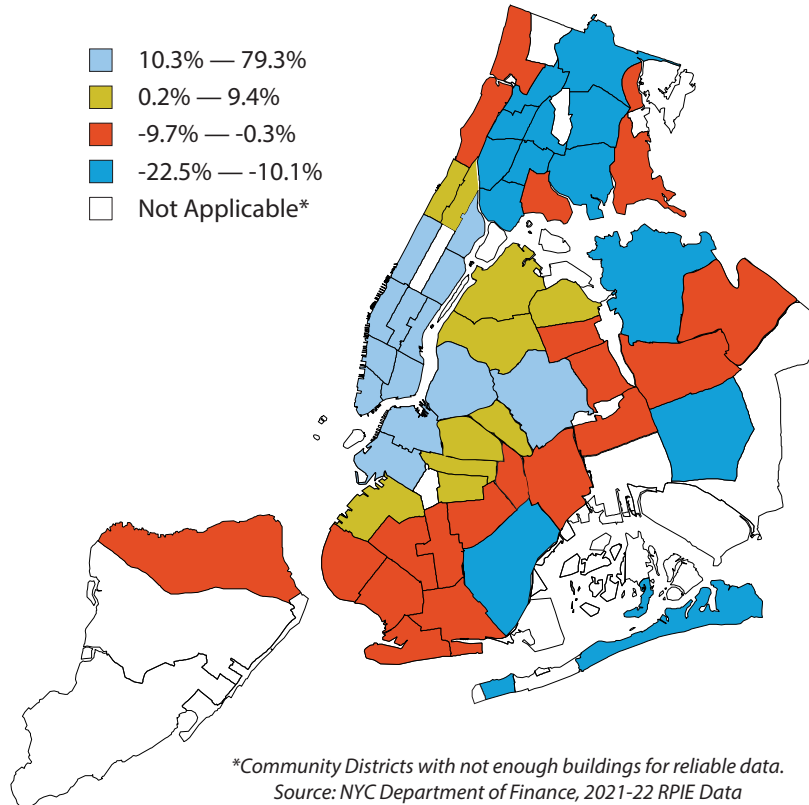 10.3% — 79.3%
0.2% — 9.4%
-9.7% — -0.3%
-22.5% — -10.1%
Not Applicable*
*Community Districts with not enough buildings for reliable data.
Source: NYC Department of Finance, 2021-22 RPIE Data